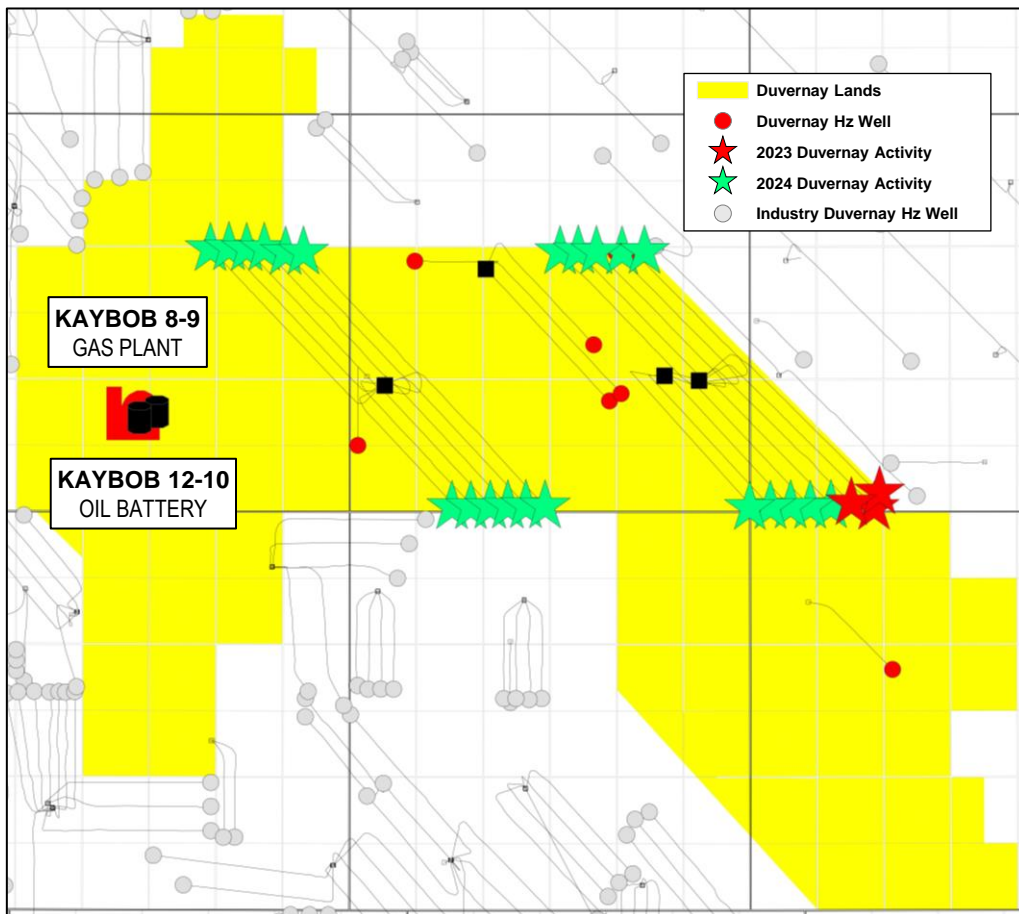 Duvernay Lands
Duvernay Hz Well
2023 Duvernay Activity
2024 Duvernay Activity
Industry Duvernay Hz Well
KAYBOB 8-9
GAS PLANT
KAYBOB 12-10
OIL BATTERY